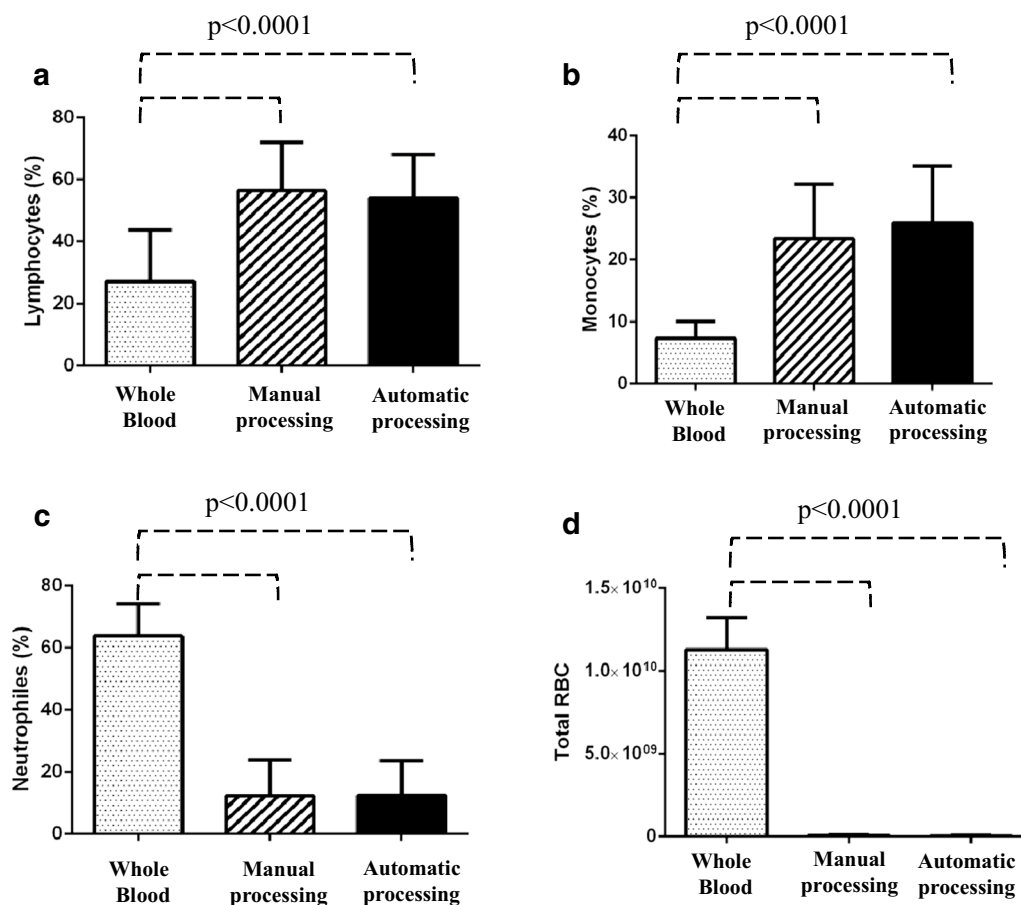 p<0.0001
a
Lymphocytes (%)
80
60
40
20
0
Whole
Blood
Manual
processing
Automatic
processing
p<0.0001
b
Monocytes (%)
40
30
20
10
0
Whole
Blood
Manual
processing
Automatic
processing
p<0.0001
c
Neutrophiles (%)
80
60
40
20
0
Whole
Blood
Manual
processing
Automatic
processing
p<0.0001
d
Total RBC
1.5× 10¹⁰
1.0× 10¹⁰
5.0× 10⁰⁹
0
Whole
Blood
Manual
processing
Automatic
processing